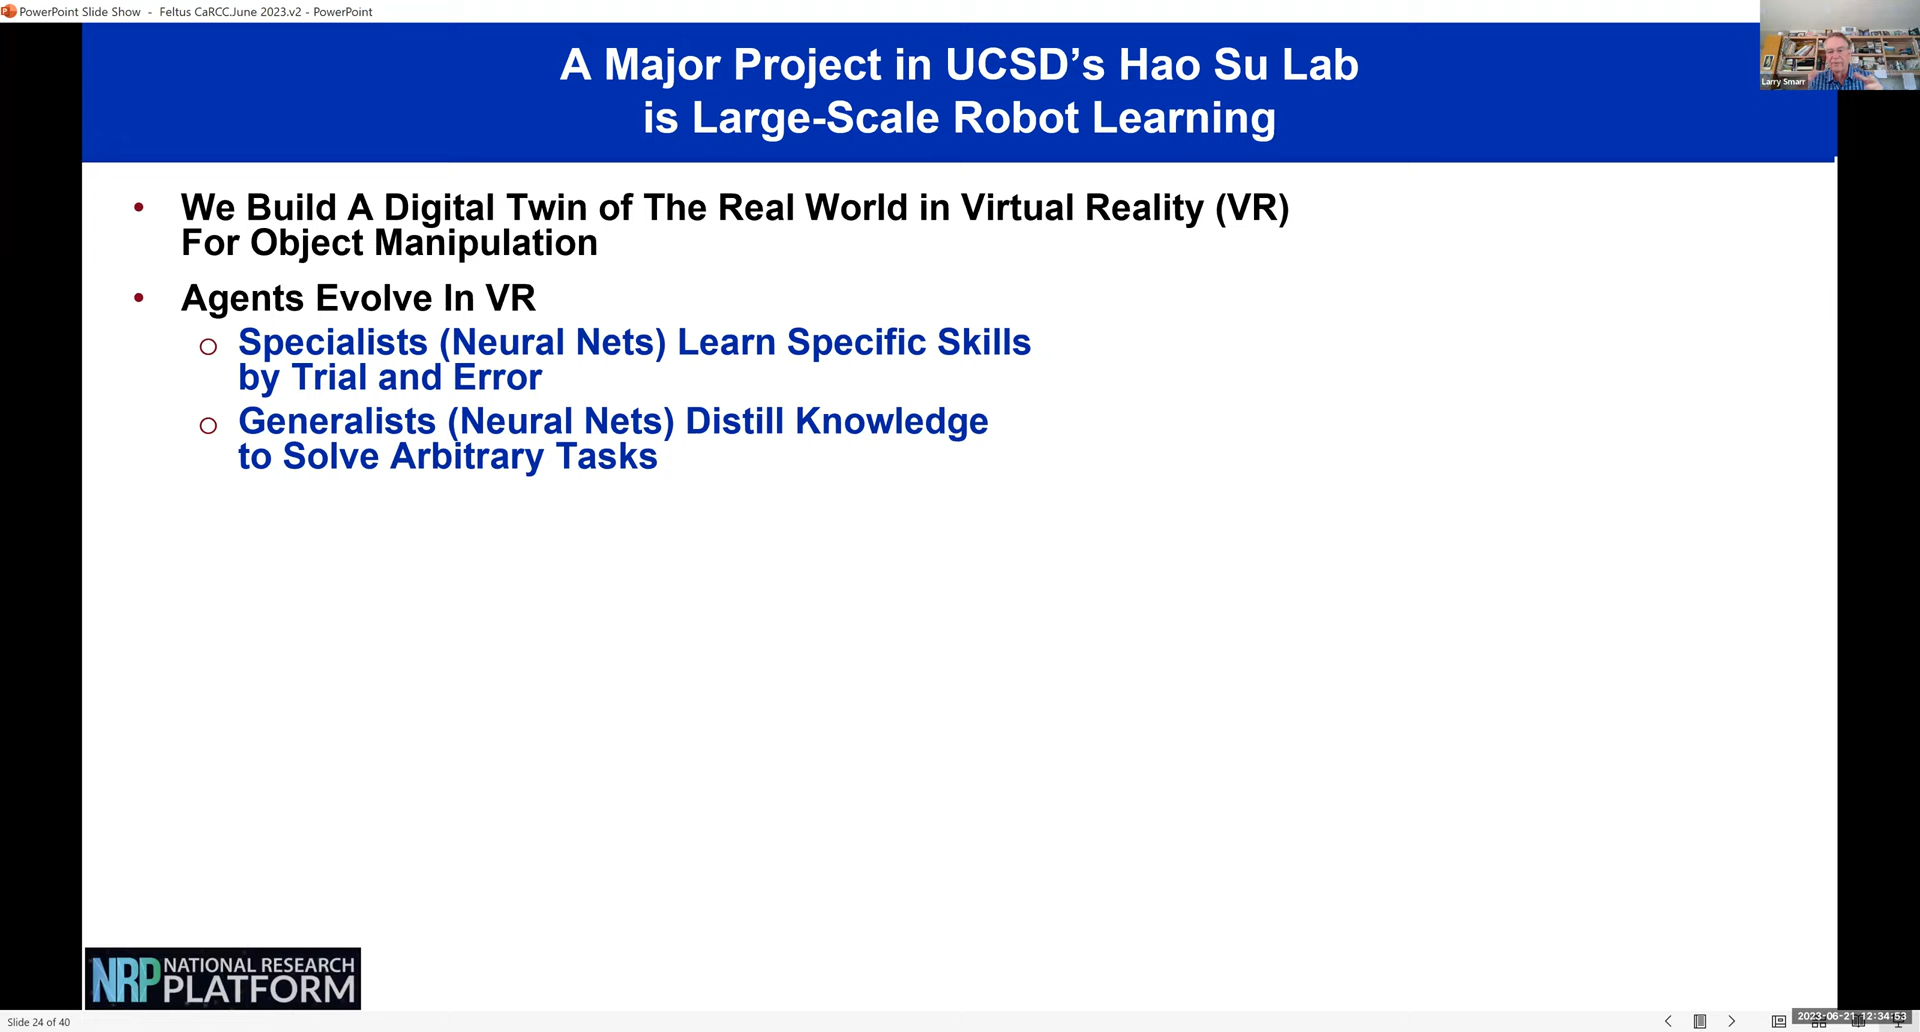 PowerPoint Slide Show - Feltus CaRCC.June 2023.v2 - PowerPoint
Larry Smarr
A Major Project in UCSD’s Hao Su Lab
is Large-Scale Robot Learning
• We Build A Digital Twin of The Real World in Virtual Reality (VR)
For Object Manipulation
• Agents Evolve In VR
o Specialists (Neural Nets) Learn Specific Skills
by Trial and Error
o Generalists (Neural Nets) Distill Knowledge
to Solve Arbitrary Tasks
NRP NATIONAL RESEARCH
PLATFORM
Slide 24 of 40
2023-06-21 12:34:53